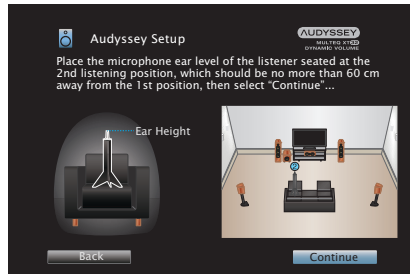 Audyssey Setup
AUDYSSEY
MULTEQ XT32
DYNAMIC VOLUME
Place the microphone ear level of the listener seated at the
2nd listening position, which should be no more than 60 cm
away from the 1st position, then select “Continue”...
Ear Height
Back
Continue